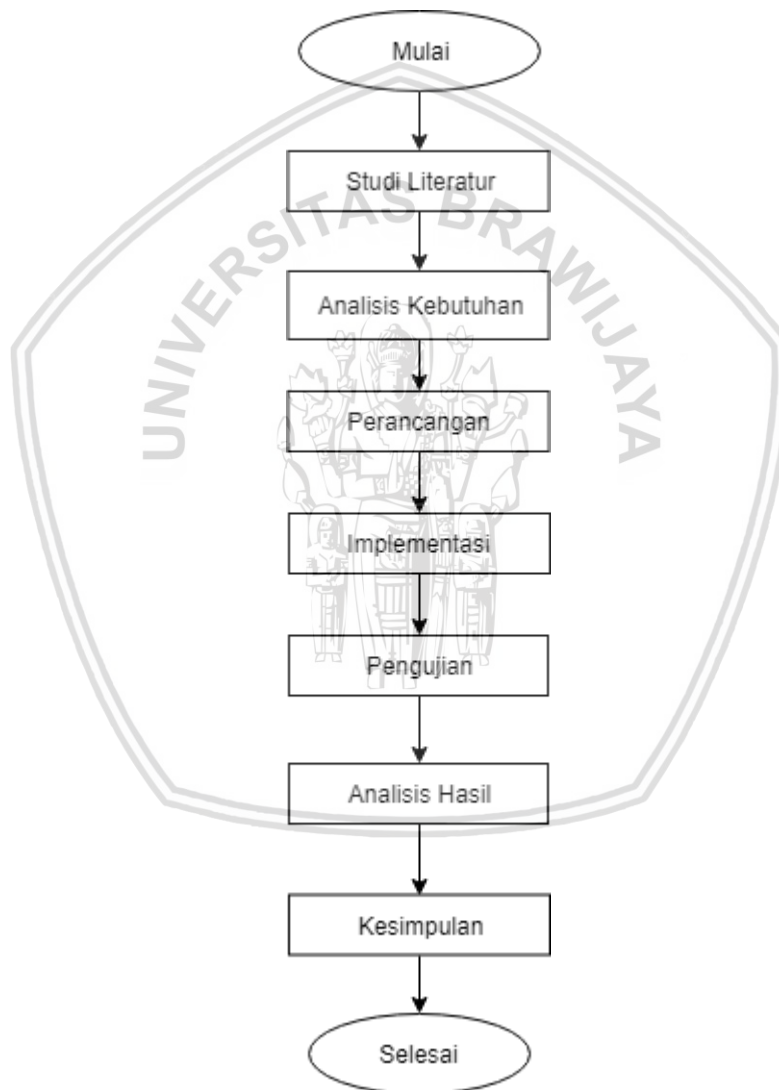 Mulai
Studi Literatur
UNIVERSITAS BRAWIJAYA
Analisis Kebutuhan
Perancangan
Implementasi
Pengujian
Analisis Hasil
Kesimpulan
Selesai